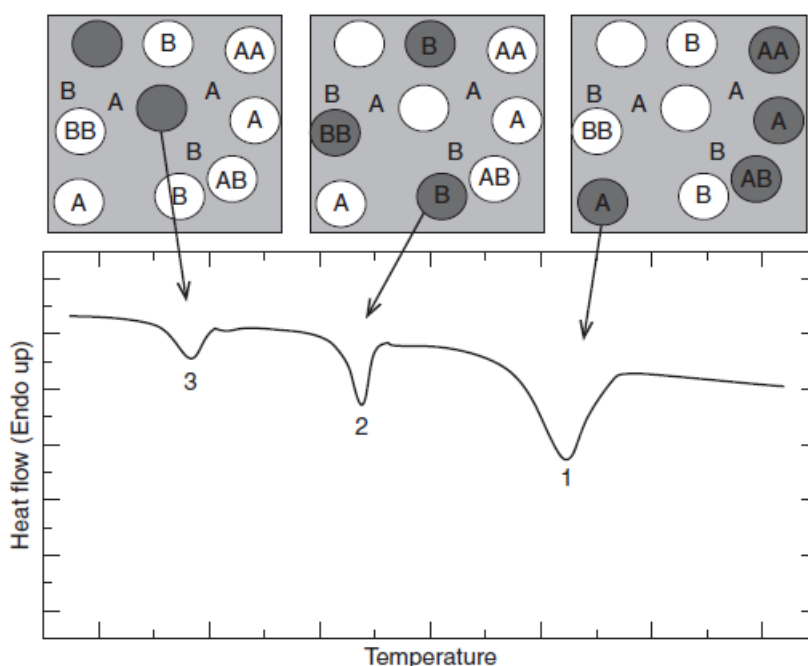 B AA
B A A
BB A
B
A B AB
B AA
B A A
BB A
B
A B AB
B AA
B A A
BB A
B
A B AB
Heat flow (Endo up)
3
2
1
Temperature